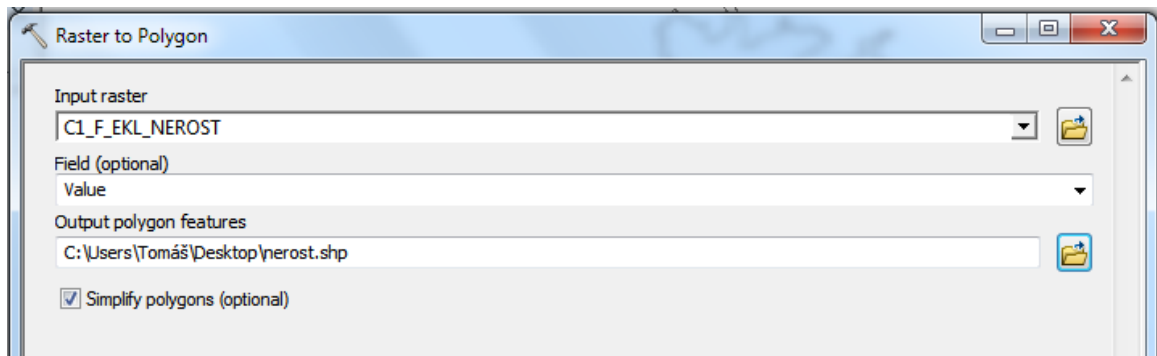 Raster to Polygon
Input raster
C1_F_EKL_NEROST
Field (optional)
Value
Output polygon features
C:\Users\Tomáš\Desktop\nerost.shp
Simplify polygons (optional)